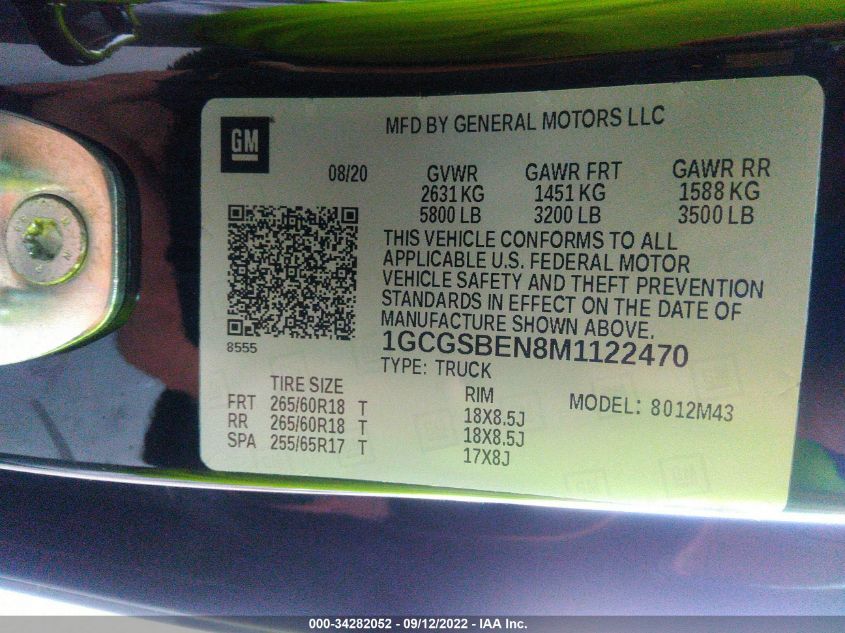 GM
MFD BY GENERAL MOTORS LLC
08/20 GVWR GAWR FRT GAWR RR
2631 KG 1451 KG 1588 KG
5800 LB 3200 LB 3500 LB
THIS VEHICLE CONFORMS TO ALL
APPLICABLE U.S. FEDERAL MOTOR
VEHICLE SAFETY AND THEFT PREVENTION
STANDARDS IN EFFECT ON THE DATE OF
MANUFACTURE SHOWN ABOVE.
8555
1GCGSBEN8M1122470
TYPE: TRUCK
TIRE SIZE RIM MODEL: 8012M43
FRT 265/60R18 T 18X8.5J
RR 265/60R18 T 18X8.5J
SPA 255/65R17 T 17X8J
000-34282052 - 09/12/2022 - IAA Inc.